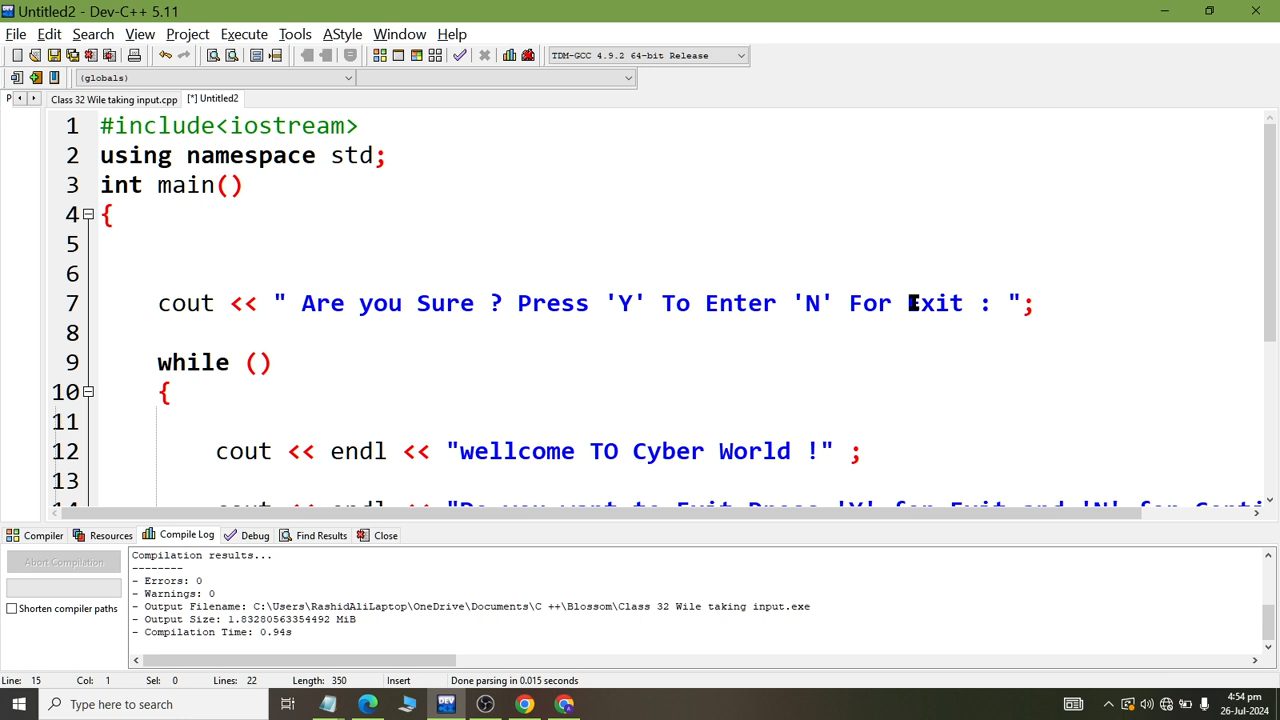 Untitled2 - Dev-C++ 5.11
File Edit Search View Project Execute Tools AStyle Window Help
TDM-GCC 4.9.2 64-bit Release
(globals)
P Class 32 Wile taking input.cpp [*] Untitled2
1 #include<iostream>
2 using namespace std;
3 int main()
4 {
5
6
7 cout << " Are you Sure ? Press 'Y' To Enter 'N' For Exit : ";
8
9 while ()
10 {
11
12 cout << endl << "wellcome TO Cyber World !" ;
13
14 cout << endl << "Do you want to Exit Press 'Y' for Exit and 'N' for Conti
Compiler Resources Compile Log Debug Find Results Close
Abort Compilation
Shorten compiler paths
Compilation results...
--------
- Errors: 0
- Warnings: 0
- Output Filename: C:\Users\RashidAliLaptop\OneDrive\Documents\C ++\Blossom\Class 32 Wile taking input.exe
- Output Size: 1.83280563354492 MiB
- Compilation Time: 0.94s
Line: 15 Col: 1 Sel: 0 Lines: 22 Length: 350 Insert Done parsing in 0.015 seconds
Type here to search
DEV
4:54 pm
26-Jul-2024